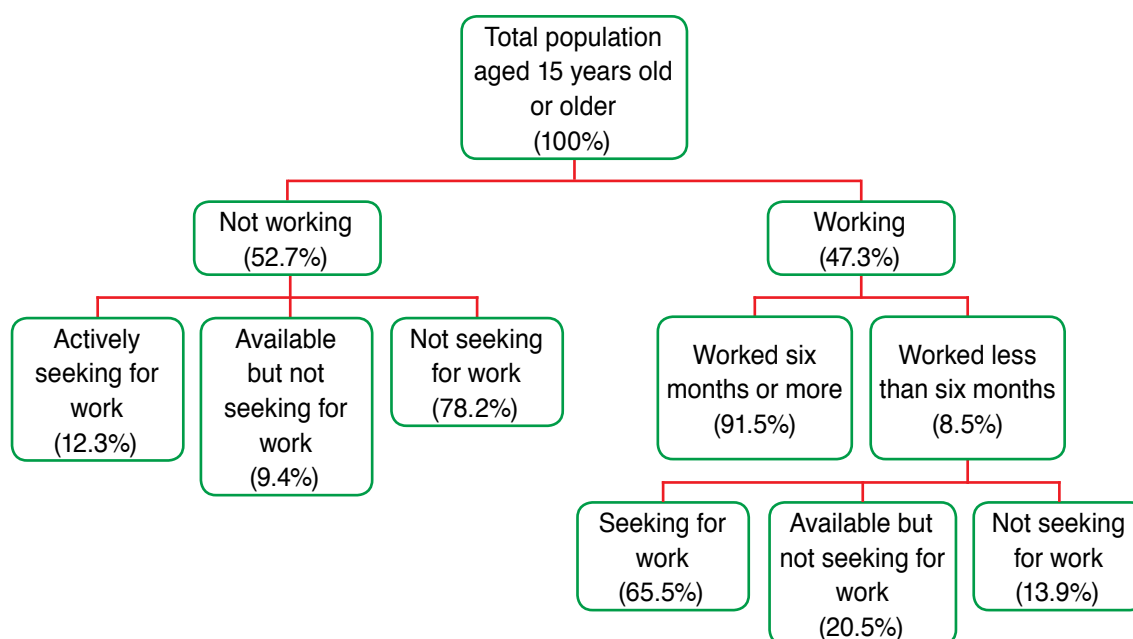 Total population
aged 15 years old
or older
(100%)
Not working
(52.7%)
Working
(47.3%)
Actively
seeking for
work
(12.3%)
Available
but not
seeking for
work
(9.4%)
Not seeking
for work
(78.2%)
Worked six
months or more
(91.5%)
Worked less
than six months
(8.5%)
Seeking for
work
(65.5%)
Available but
not seeking for
work
(20.5%)
Not seeking
for work
(13.9%)